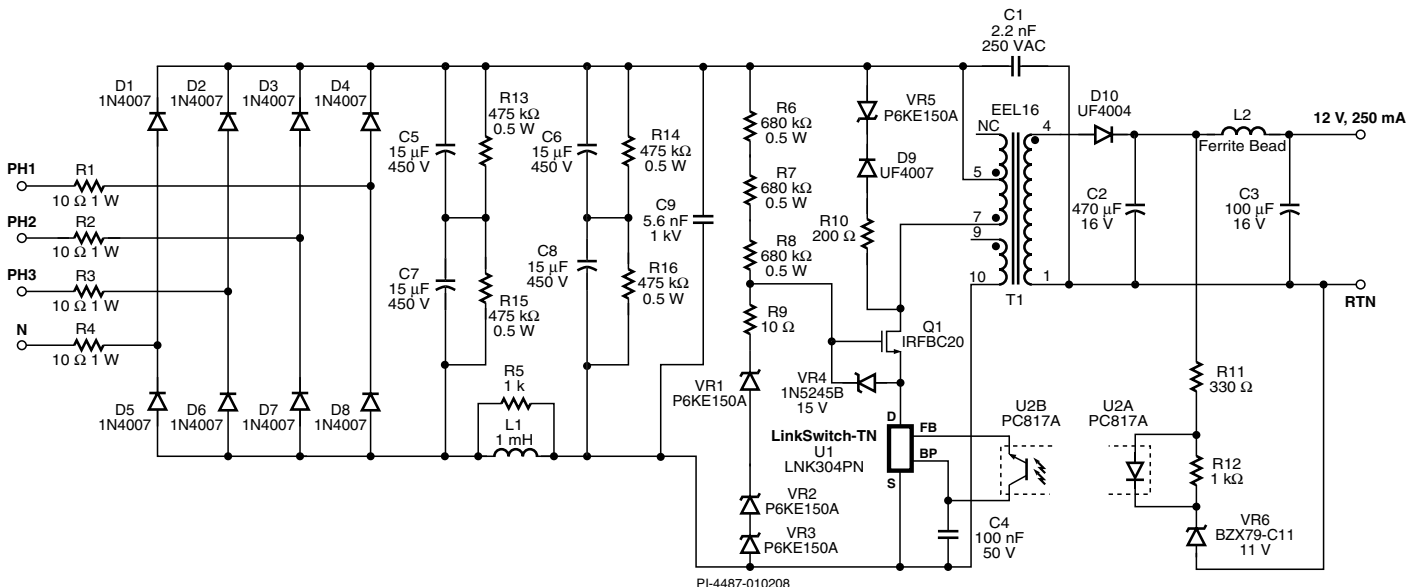 C1
2.2 nF
250 VAC
D1
1N4007
D2
1N4007
D3
1N4007
D4
1N4007
R13
475 kΩ
0.5 W
C5
15 µF
450 V
C6
15 µF
450 V
R14
475 kΩ
0.5 W
R6
680 kΩ
0.5 W
VR5
P6KE150A
D9
UF4007
EEL16
NC
4
D10
UF4004
L2
Ferrite Bead
12 V, 250 mA
PH1
R1
10 Ω 1 W
PH2
R2
10 Ω 1 W
PH3
R3
10 Ω 1 W
N
R4
10 Ω 1 W
C9
5.6 nF
1 kV
R7
680 kΩ
0.5 W
R10
200 Ω
5
7
9
10
1
T1
C2
470 µF
16 V
C3
100 µF
16 V
RTN
C7
15 µF
450 V
R15
475 kΩ
0.5 W
C8
15 µF
450 V
R16
475 kΩ
0.5 W
R8
680 kΩ
0.5 W
R9
10 Ω
Q1
IRFBC20
D5
1N4007
D6
1N4007
D7
1N4007
D8
1N4007
R5
1 k
L1
1 mH
VR1
P6KE150A
VR4
1N5245B
15 V
LinkSwitch-TN
U1
LNK304PN
D
FB
BP
S
U2B
PC817A
U2A
PC817A
R11
330 Ω
R12
1 kΩ
VR2
P6KE150A
VR3
P6KE150A
C4
100 nF
50 V
VR6
BZX79-C11
11 V
PI-4487-010208